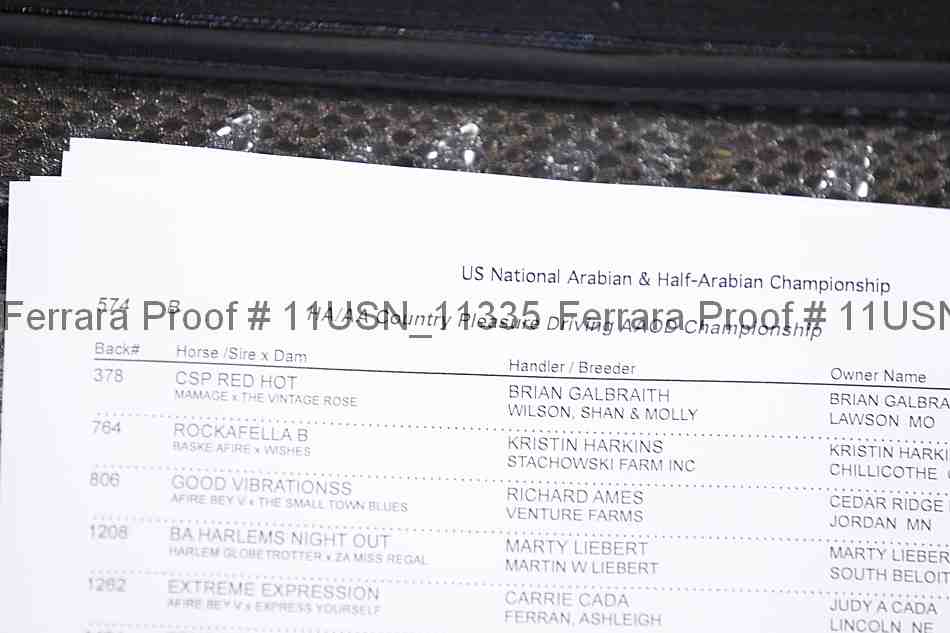 US National Arabian & Half-Arabian Championship
574 B HA/AA Country Pleasure Driving AAOD Championship
Ferrara Proof # 11USN_11335 Ferrara Proof # 11USN
Back# Horse /Sire x Dam Handler / Breeder Owner Name
378 CSP RED HOT BRIAN GALBRAITH BRIAN GALBRA
MAMAGE x THE VINTAGE ROSE WILSON, SHAN & MOLLY LAWSON MO
764 ROCKAFELLA B KRISTIN HARKINS KRISTIN HARKI
BASKE AFIRE x WISHES STACHOWSKI FARM INC CHILLICOTHE
806 GOOD VIBRATIONSS RICHARD AMES CEDAR RIDGE
AFIRE BEY V x THE SMALL TOWN BLUES VENTURE FARMS JORDAN MN
1208 BA HARLEMS NIGHT OUT MARTY LIEBERT MARTY LIEBER
HARLEM GLOBETROTTER x ZA MISS REGAL MARTIN W LIEBERT SOUTH BELOIT
1262 EXTREME EXPRESSION CARRIE CADA JUDY A CADA
AFIRE BEY V x EXPRESS YOURSELF FERRAN, ASHLEIGH LINCOLN NE